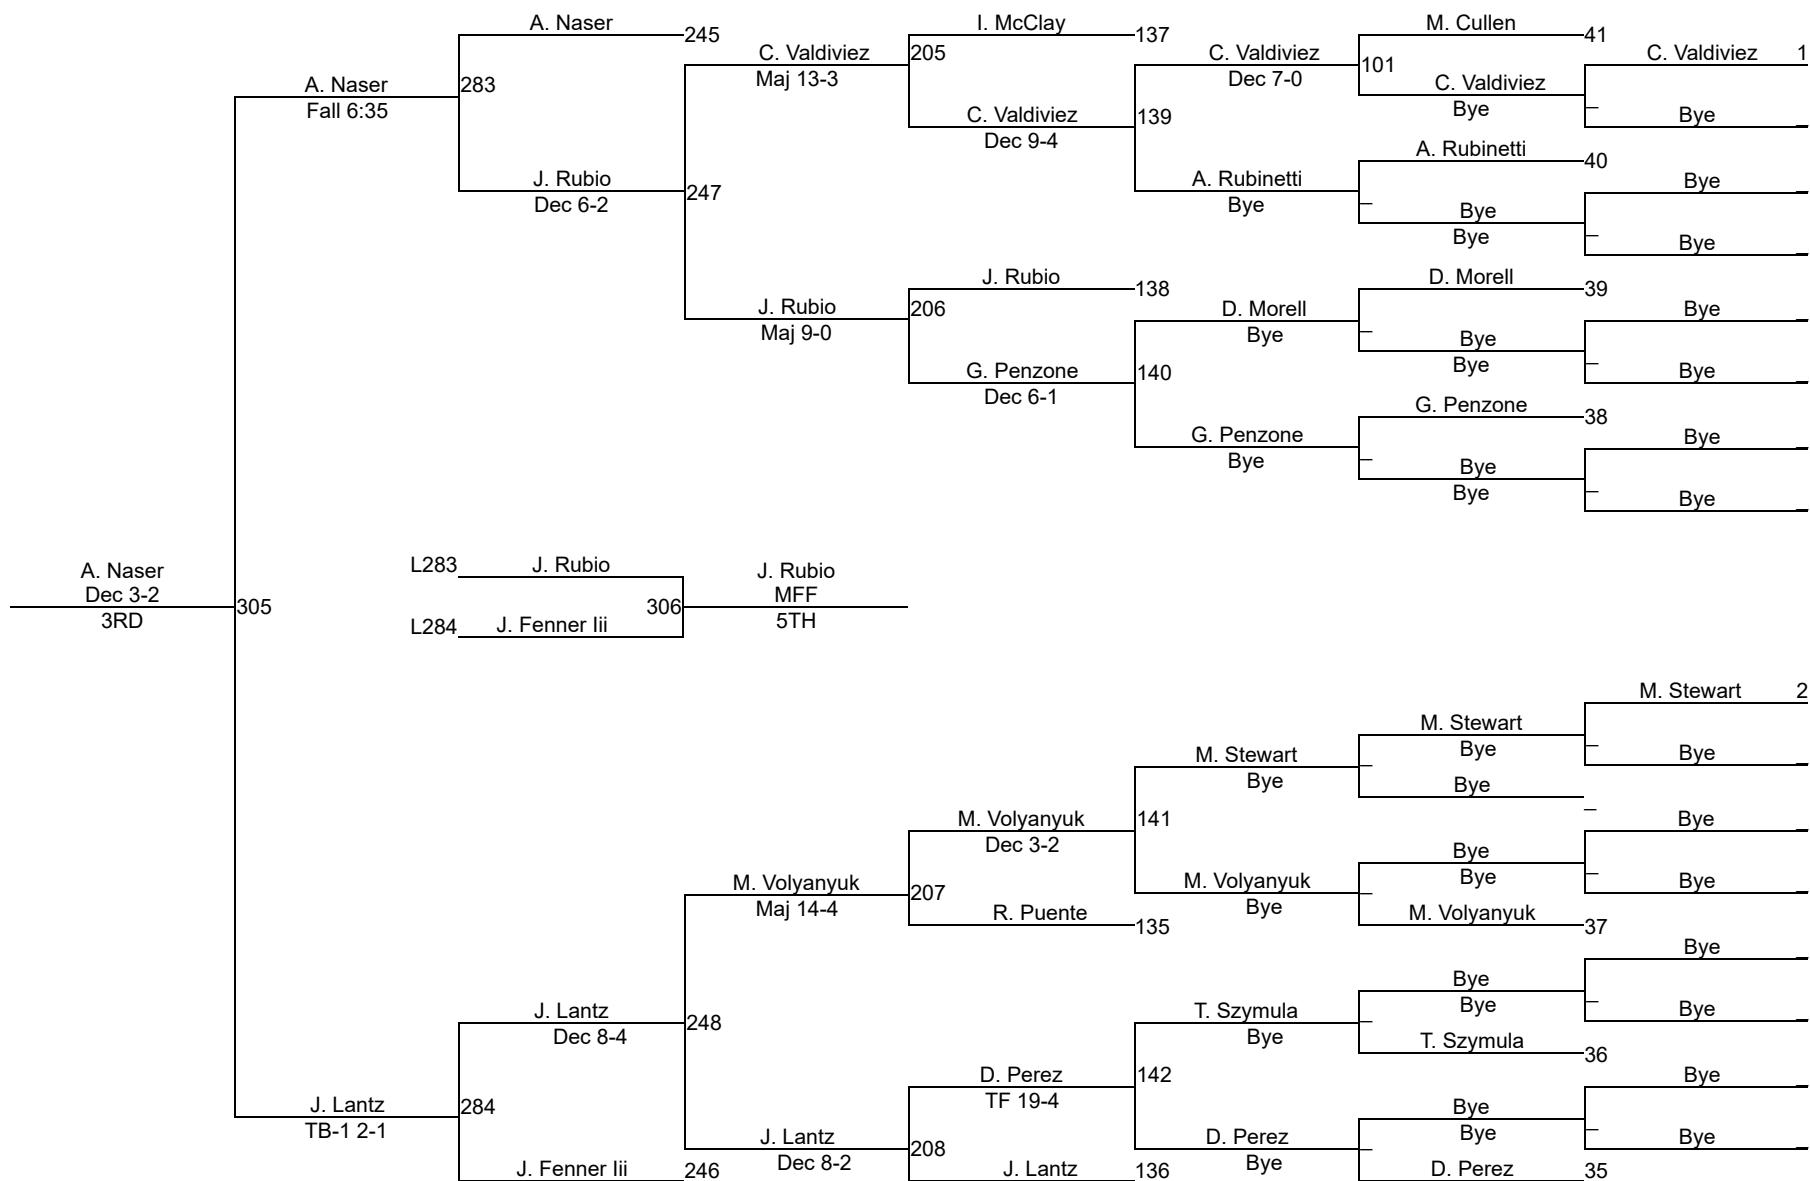 A. Naser
245
I. McClay
137
M. Cullen
41
C. Valdiviez
Maj 13-3
205
C. Valdiviez
Dec 7-0
101
C. Valdiviez 1
A. Naser
Fall 6:35
283
C. Valdiviez
Bye
C. Valdiviez
Dec 9-4
139
Bye
A. Rubinetti
40
J. Rubio
Dec 6-2
247
A. Rubinetti
Bye
Bye
Bye
Bye
Bye
J. Rubio
138
D. Morell
39
J. Rubio
Maj 9-0
206
D. Morell
Bye
Bye
Bye
Bye
G. Penzone
Dec 6-1
140
Bye
G. Penzone
38
G. Penzone
Bye
Bye
Bye
Bye
Bye
A. Naser
Dec 3-2
3RD
305
L283
J. Rubio
306
J. Rubio
MFF
5TH
L284
J. Fenner Iii
M. Stewart 2
M. Stewart
Bye
M. Stewart
Bye
Bye
Bye
M. Volyanyuk
Dec 3-2
141
Bye
M. Volyanyuk
Maj 14-4
207
M. Volyanyuk
Bye
Bye
Bye
Bye
R. Puente
135
M. Volyanyuk
37
Bye
J. Lantz
Dec 8-4
248
T. Szymula
Bye
Bye
Bye
Bye
T. Szymula
36
D. Perez
TF 19-4
142
Bye
J. Lantz
TB-1 2-1
284
J. Lantz
Dec 8-2
208
D. Perez
Bye
Bye
Bye
Bye
J. Fenner Iii
246
J. Lantz
136
D. Perez
35